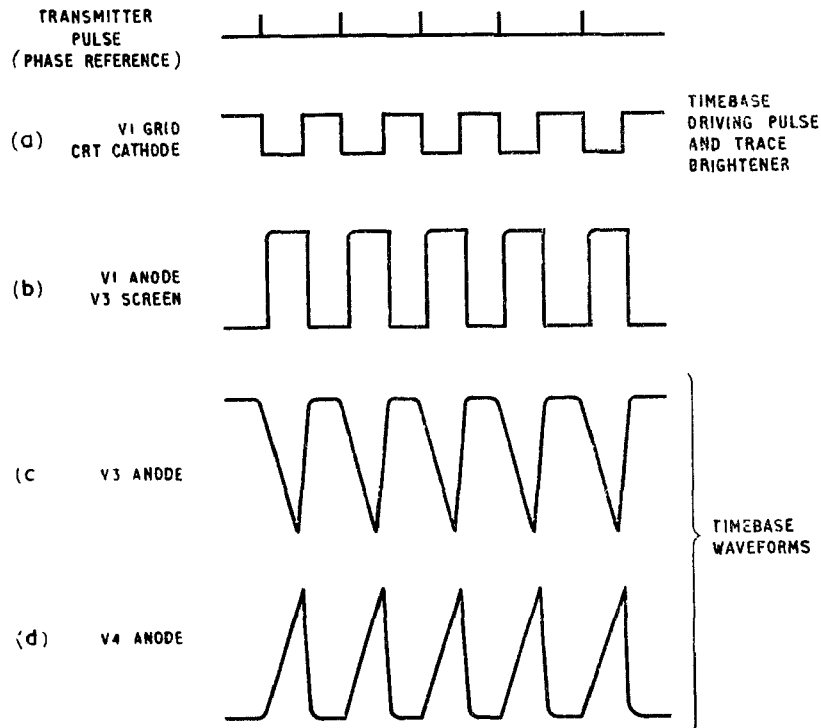 TRANSMITTER
PULSE
(PHASE REFERENCE)
(a) V1 GRID
CRT CATHODE
TIMEBASE
DRIVING PULSE
AND TRACE
BRIGHTENER
(b) V1 ANODE
V3 SCREEN
(c V3 ANODE
TIMEBASE
WAVEFORMS
(d) V4 ANODE